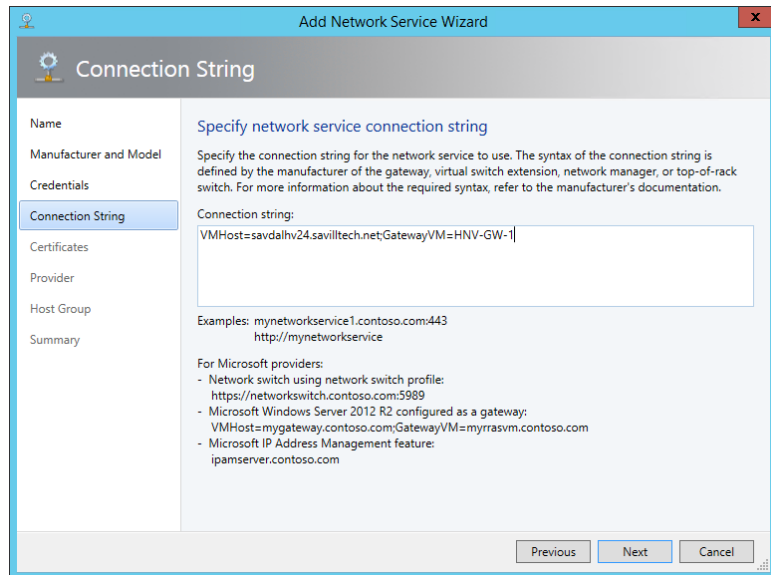 Add Network Service Wizard
x
Connection String
Name
Manufacturer and Model
Credentials
Connection String
Certificates
Provider
Host Group
Summary
Specify network service connection string
Specify the connection string for the network service to use. The syntax of the connection string is
defined by the manufacturer of the gateway, virtual switch extension, network manager, or top-of-rack
switch. For more information about the required syntax, refer to the manufacturer's documentation.
Connection string:
VMHost=savdalhv24.savilltech.net;GatewayVM=HNV-GW-1
Examples: mynetworkservice1.contoso.com:443
http://mynetworkservice
For Microsoft providers:
- Network switch using network switch profile:
https://networkswitch.contoso.com:5989
- Microsoft Windows Server 2012 R2 configured as a gateway:
VMHost=mygateway.contoso.com;GatewayVM=myrrasvm.contoso.com
- Microsoft IP Address Management feature:
ipamserver.contoso.com
Previous Next Cancel